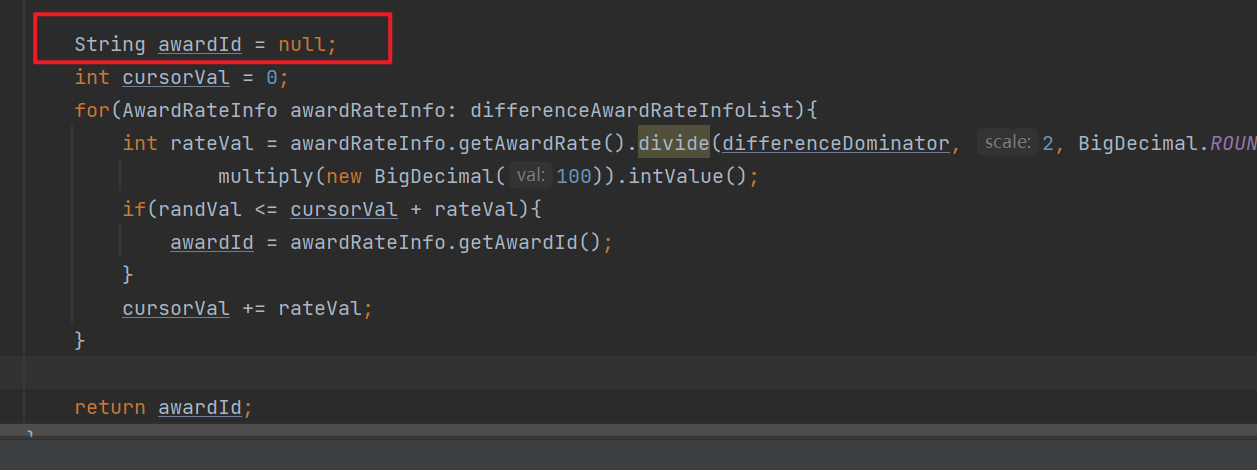 String awardId = null;
int cursorVal = 0;
for(AwardRateInfo awardRateInfo: differenceAwardRateInfoList){
int rateVal = awardRateInfo.getAwardRate().divide(differenceDominator, scale: 2, BigDecimal.ROUN
multiply(new BigDecimal( val: 100)).intValue();
if(randVal <= cursorVal + rateVal){
awardId = awardRateInfo.getAwardId();
}
cursorVal += rateVal;
}
return awardId;
}